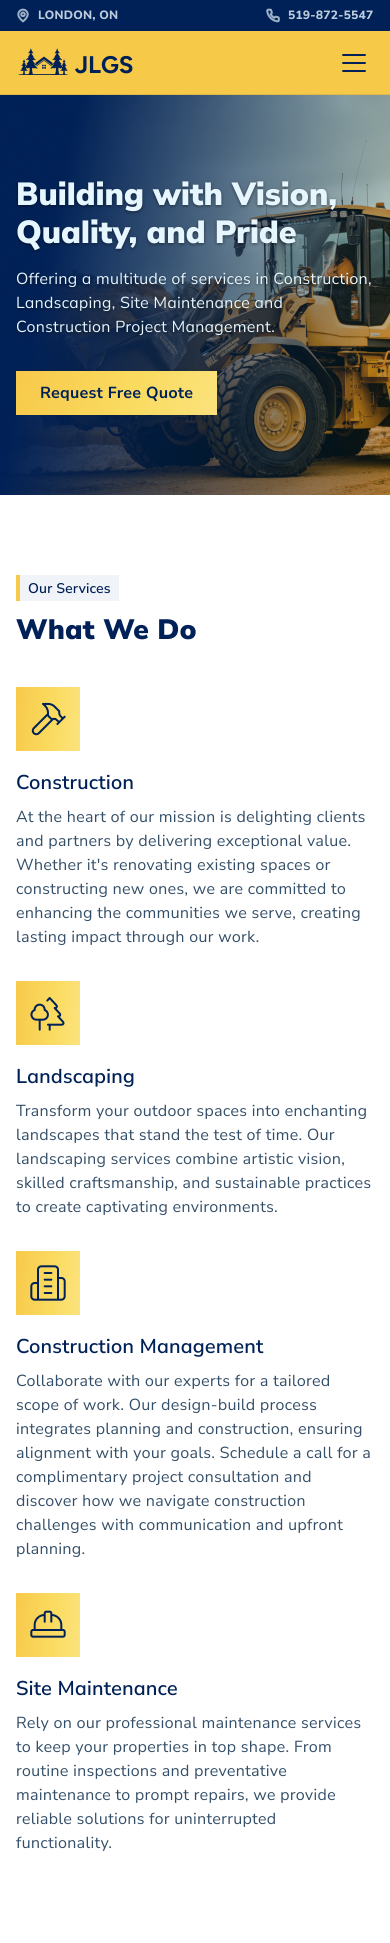 LONDON, ON
519-872-5547
JLGS
Building with Vision,
Quality, and Pride
Offering a multitude of services in Construction,
Landscaping, Site Maintenance and
Construction Project Management.
Request Free Quote
Our Services
What We Do
Construction
At the heart of our mission is delighting clients
and partners by delivering exceptional value.
Whether it's renovating existing spaces or
constructing new ones, we are committed to
enhancing the communities we serve, creating
lasting impact through our work.
Landscaping
Transform your outdoor spaces into enchanting
landscapes that stand the test of time. Our
landscaping services combine artistic vision,
skilled craftsmanship, and sustainable practices
to create captivating environments.
Construction Management
Collaborate with our experts for a tailored
scope of work. Our design-build process
integrates planning and construction, ensuring
alignment with your goals. Schedule a call for a
complimentary project consultation and
discover how we navigate construction
challenges with communication and upfront
planning.
Site Maintenance
Rely on our professional maintenance services
to keep your properties in top shape. From
routine inspections and preventative
maintenance to prompt repairs, we provide
reliable solutions for uninterrupted
functionality.